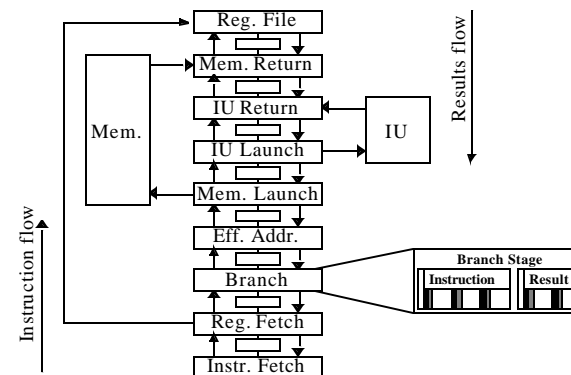 Reg. File
Mem. Return
IU Return
IU Launch
Mem. Launch
Eff. Addr.
Branch
Reg. Fetch
Instr. Fetch
Mem.
IU
Results flow
Instruction flow
Branch Stage
Instruction
Result